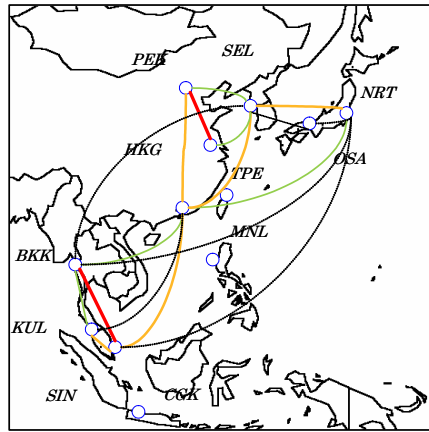 SEL
PEK
NRT
HKG
OSA
TPE
MNL
BKK
KUL
SIN
CGK